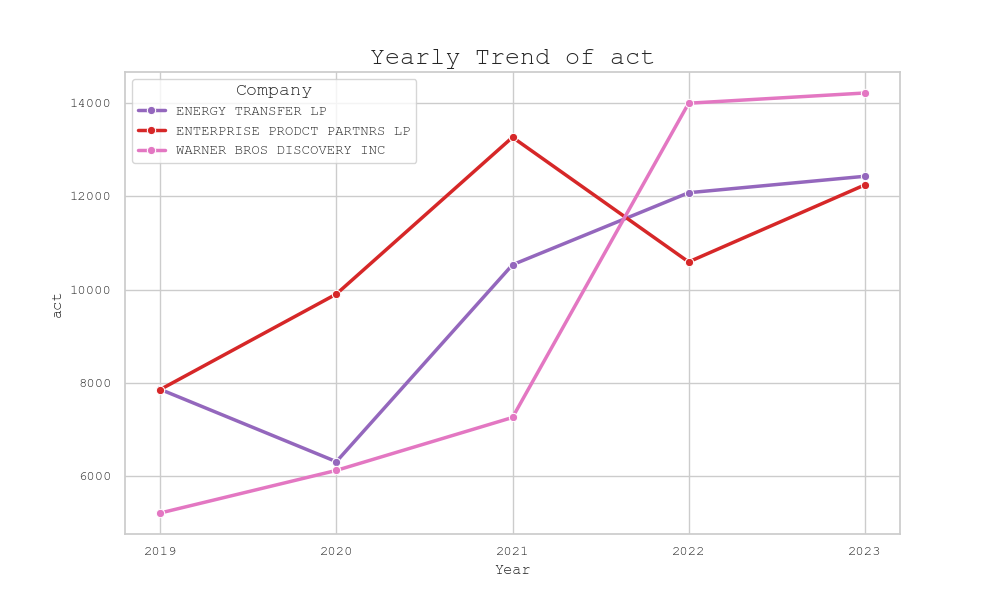 Yearly Trend of act
Company
ENERGY TRANSFER LP
ENTERPRISE PRODCT PARTNRS LP
WARNER BROS DISCOVERY INC
14000
12000
10000
8000
6000
act
2019 2020 2021 2022 2023
Year